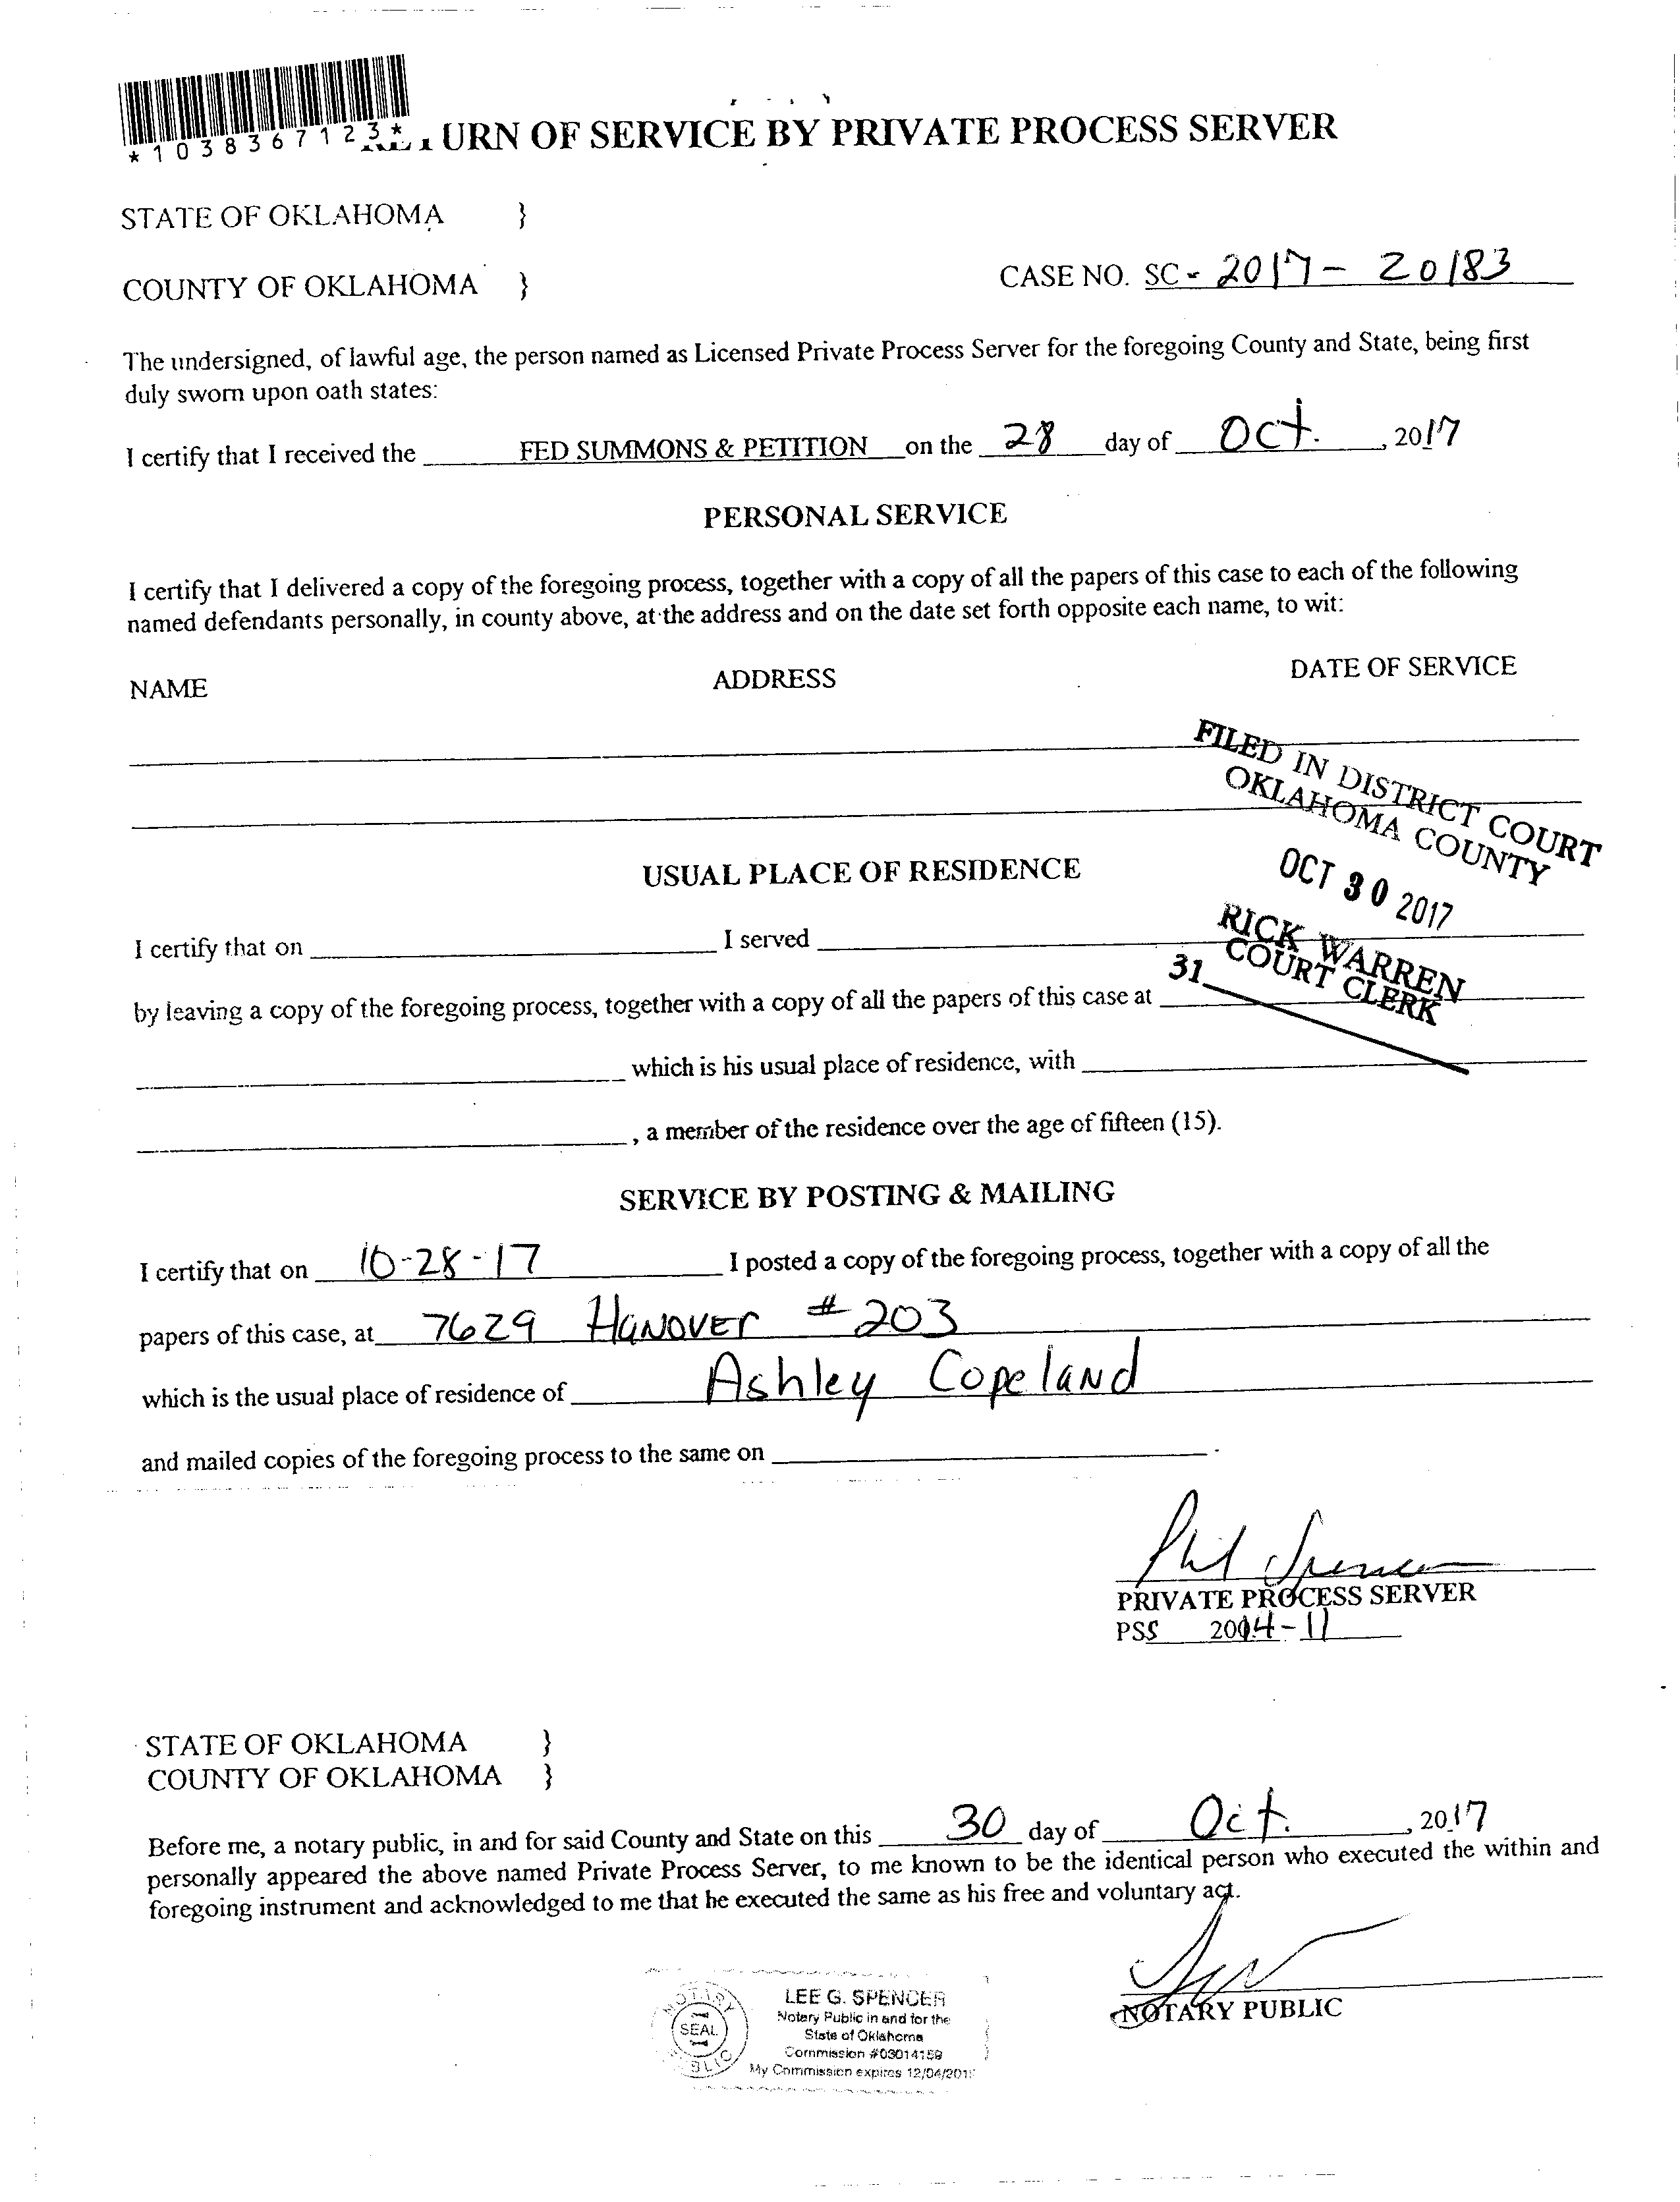 *1038367123*
URN OF SERVICE BY PRIVATE PROCESS SERVER
STATE OF OKLAHOMA }
COUNTY OF OKLAHOMA }
CASE NO. SC - 2017 - 20183
The undersigned, of lawful age, the person named as Licensed Private Process Server for the foregoing County and State, being first
duly sworn upon oath states:
I certify that I received the FED SUMMONS & PETITION on the 28 day of Oct. , 2017
PERSONAL SERVICE
I certify that I delivered a copy of the foregoing process, together with a copy of all the papers of this case to each of the following
named defendants personally, in county above, at the address and on the date set forth opposite each name, to wit:
NAME ADDRESS DATE OF SERVICE
FILED IN DISTRICT COURT
OKLAHOMA COUNTY
OCT 30 2017
RICK WARREN
COURT CLERK
31
USUAL PLACE OF RESIDENCE
I certify that on I served
by leaving a copy of the foregoing process, together with a copy of all the papers of this case at
which is his usual place of residence, with
, a member of the residence over the age of fifteen (15).
SERVICE BY POSTING & MAILING
I certify that on 10-28-17 I posted a copy of the foregoing process, together with a copy of all the
papers of this case, at 7629 HANOVER # 203
which is the usual place of residence of Ashley Copeland
and mailed copies of the foregoing process to the same on .
Phil Spencer
PRIVATE PROCESS SERVER
PSS 2014-11
STATE OF OKLAHOMA }
COUNTY OF OKLAHOMA }
Before me, a notary public, in and for said County and State on this 30 day of Oct. , 2017
personally appeared the above named Private Process Server, to me known to be the identical person who executed the within and
foregoing instrument and acknowledged to me that he executed the same as his free and voluntary act.
NOTARY PUBLIC
NOTARY
SEAL
PUBLIC
LEE G. SPENCER
Notary Public in and for the
State of Oklahoma
Commission #03014159
My Commission expires 12/04/201